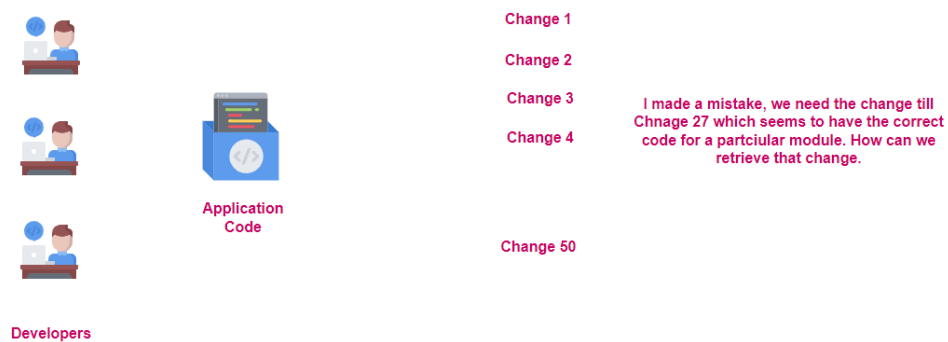 Change 1
Change 2
Change 3
Change 4
I made a mistake, we need the change till
Chnage 27 which seems to have the correct
code for a partciular module. How can we
retrieve that change.
Application
Code
Change 50
Developers